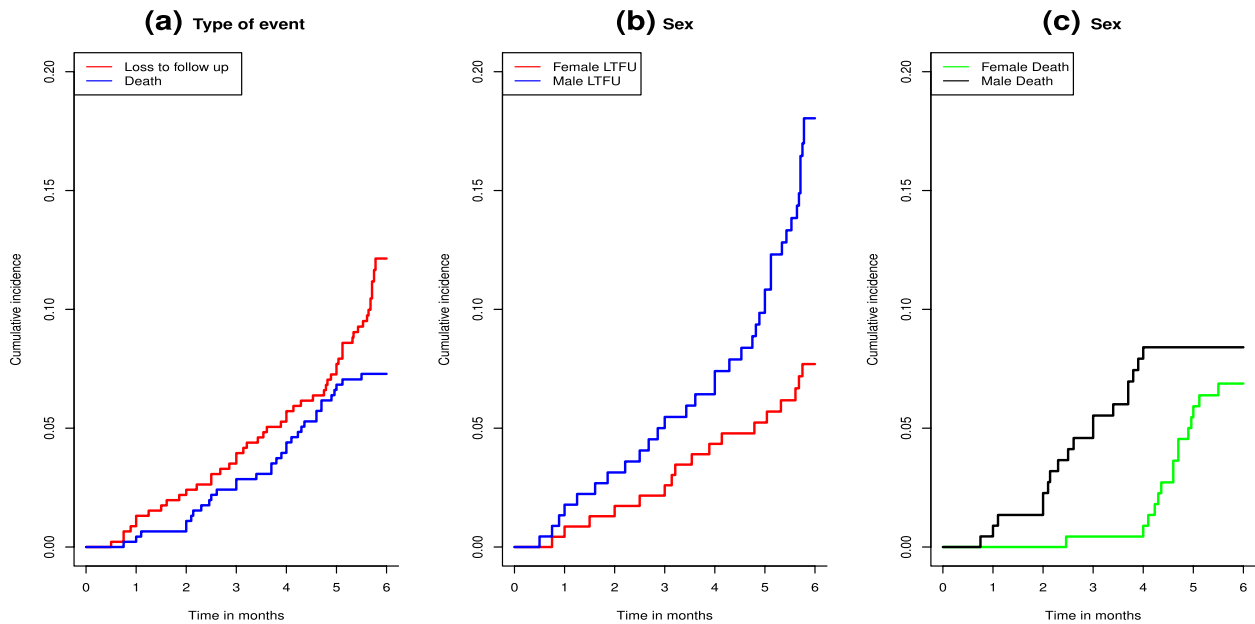 (a) Type of event
Loss to follow up
Death
0.20
0.15
0.10
0.05
0.00
Cumulative incidence
0 1 2 3 4 5 6
Time in months
(b) Sex
Female LTFU
Male LTFU
0.20
0.15
0.10
0.05
0.00
Cumulative incidence
0 1 2 3 4 5 6
Time in months
(c) Sex
Female Death
Male Death
0.20
0.15
0.10
0.05
0.00
Cumulative incidence
0 1 2 3 4 5 6
Time in months